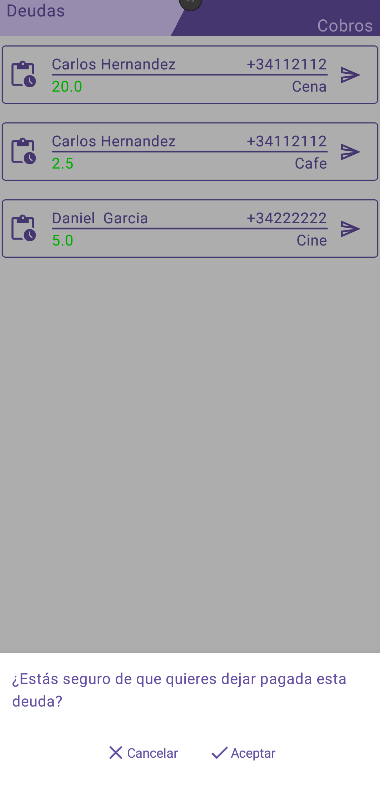 Deudas
Cobros
Carlos Hernandez +34112112
20.0 Cena
Carlos Hernandez +34112112
2.5 Cafe
Daniel Garcia +34222222
5.0 Cine
¿Estás seguro de que quieres dejar pagada esta
deuda?
Cancelar Aceptar